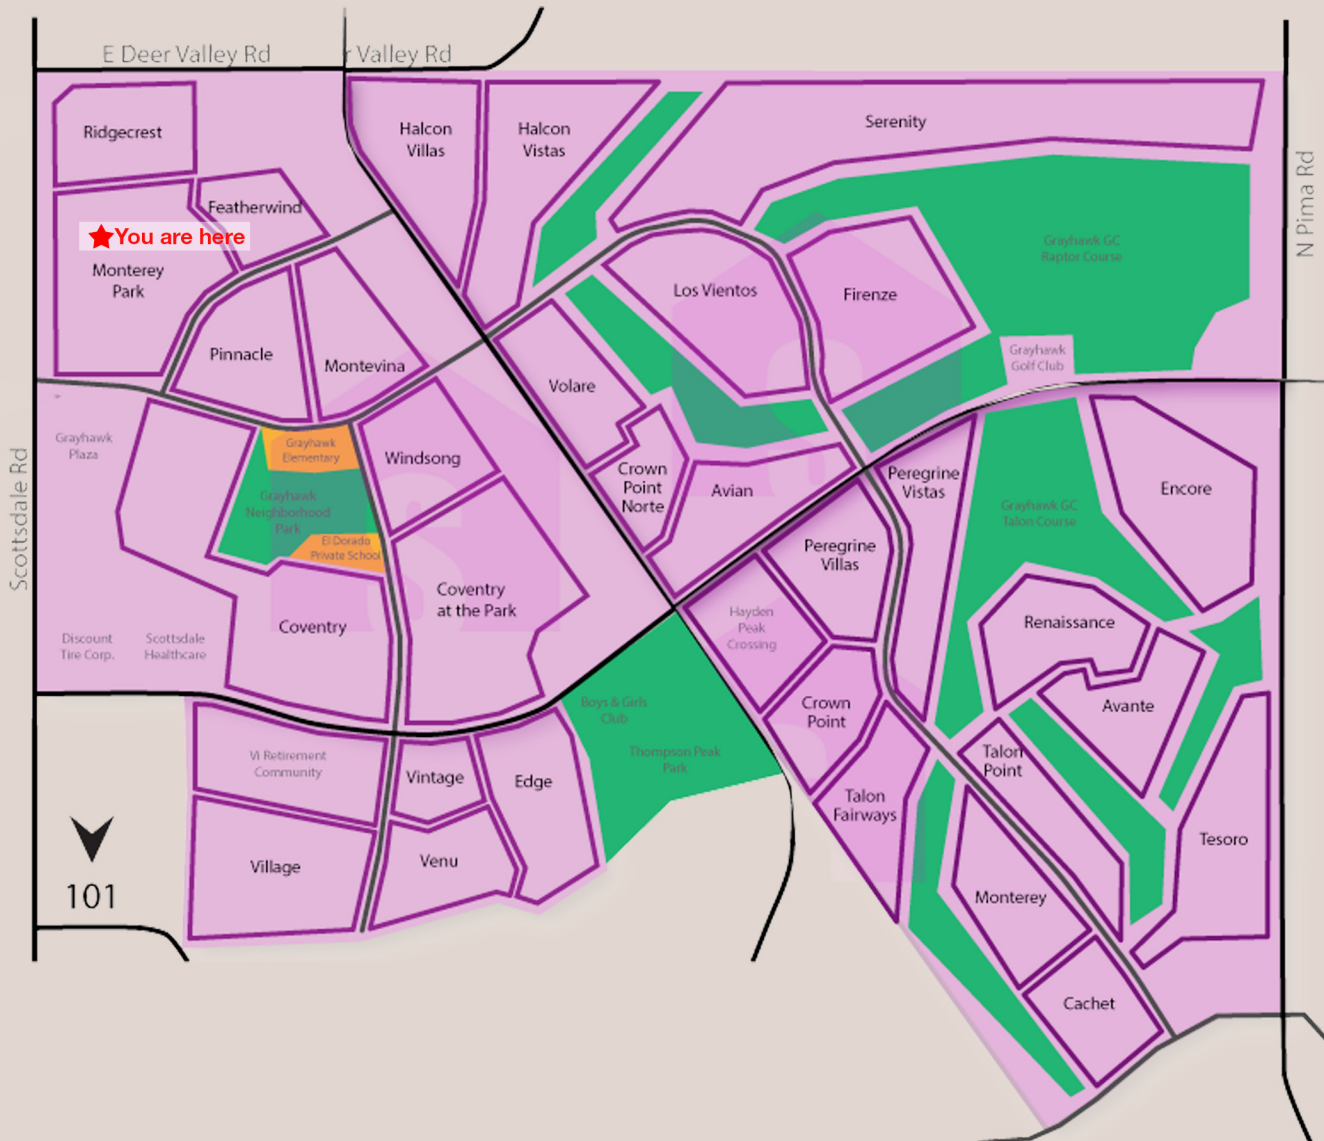 E Deer Valley Rd
r Valley Rd
Ridgecrest
Halcon
Villas
Halcon
Vistas
Serenity
N Pima Rd
Featherwind
You are here
Monterey
Park
Grayhawk GC
Raptor Course
Los Vientos
Firenze
Pinnacle
Montevina
Volare
Grayhawk
Golf Club
Grayhawk
Plaza
Grayhawk
Elementary
Windsong
Crown
Point
Norte
Avian
Peregrine
Vistas
Encore
Scottsdale Rd
Grayhawk
Neighborhood
Park
Grayhawk GC
Talon Course
El Dorado
Private School
Peregrine
Villas
Coventry
at the Park
Coventry
Hayden
Peak
Crossing
Renaissance
Discount
Tire Corp.
Scottsdale
Healthcare
Boys & Girls
Club
Crown
Point
Avante
Thompson Peak
Park
Vi Retirement
Community
Vintage
Edge
Talon
Point
Talon
Fairways
Tesoro
Village
Venu
101
Monterey
Cachet